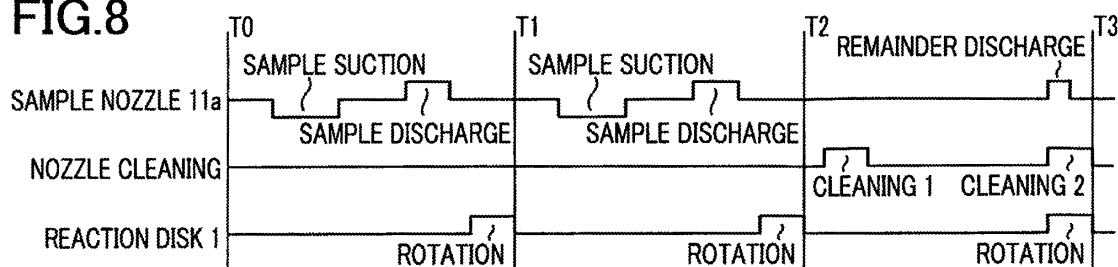 FIG.8
T0 T1 T2 T3
SAMPLE SUCTION SAMPLE SUCTION REMAINDER DISCHARGE
SAMPLE NOZZLE 11a
SAMPLE DISCHARGE SAMPLE DISCHARGE
NOZZLE CLEANING
CLEANING 1 CLEANING 2
REACTION DISK 1
ROTATION ROTATION ROTATION